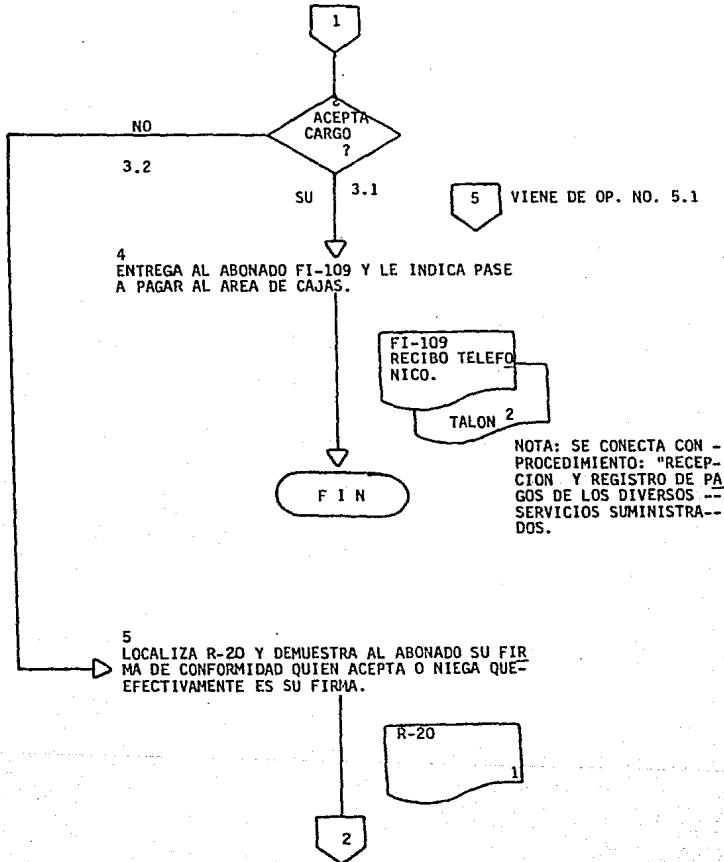 1
¿
ACEPTA
CARGO
?
NO
3.2
SU 3.1
5 VIENE DE OP. NO. 5.1
4
ENTREGA AL ABONADO FI-109 Y LE INDICA PASE
A PAGAR AL AREA DE CAJAS.
FI-109
RECIBO TELEFO
NICO.
TALON 2
NOTA: SE CONECTA CON -
PROCEDIMIENTO: "RECEP-
CION Y REGISTRO DE PA
GOS DE LOS DIVERSOS --
SERVICIOS SUMINISTRA--
DOS.
F I N
5
LOCALIZA R-20 Y DEMUESTRA AL ABONADO SU FIR
MA DE CONFORMIDAD QUIEN ACEPTA O NIEGA QUE-
EFECTIVAMENTE ES SU FIRMA.
R-20
1
2